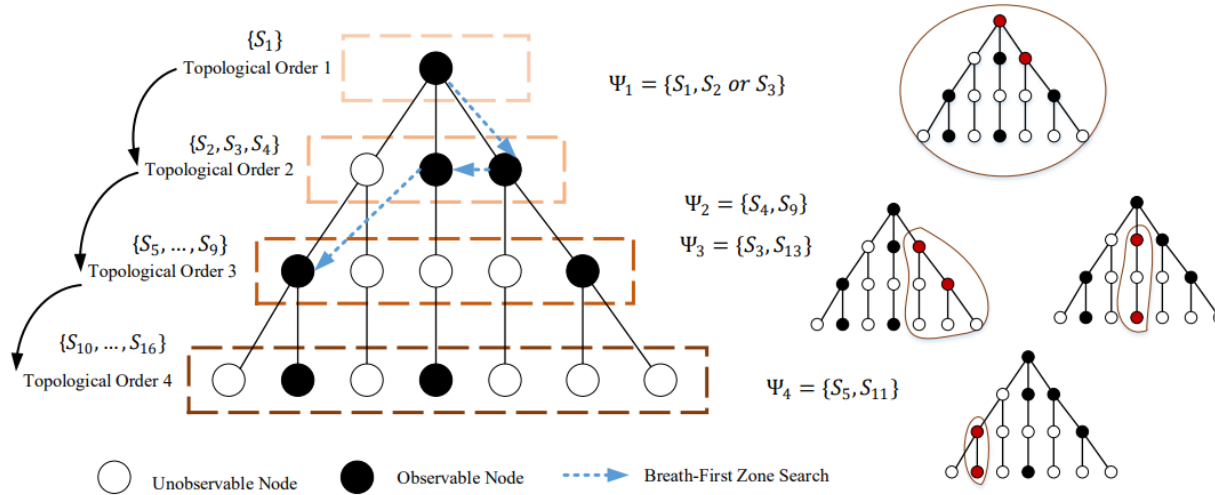 {S₁}
Topological Order 1
{S₂, S₃, S₄}
Topological Order 2
{S₅, … , S₉}
Topological Order 3
{S₁₀, … , S₁₆}
Topological Order 4
Ψ₁ = {S₁, S₂ or S₃}
Ψ₂ = {S₄, S₉}
Ψ₃ = {S₃, S₁₃}
Ψ₄ = {S₅, S₁₁}
Unobservable Node
Observable Node
Breath-First Zone Search